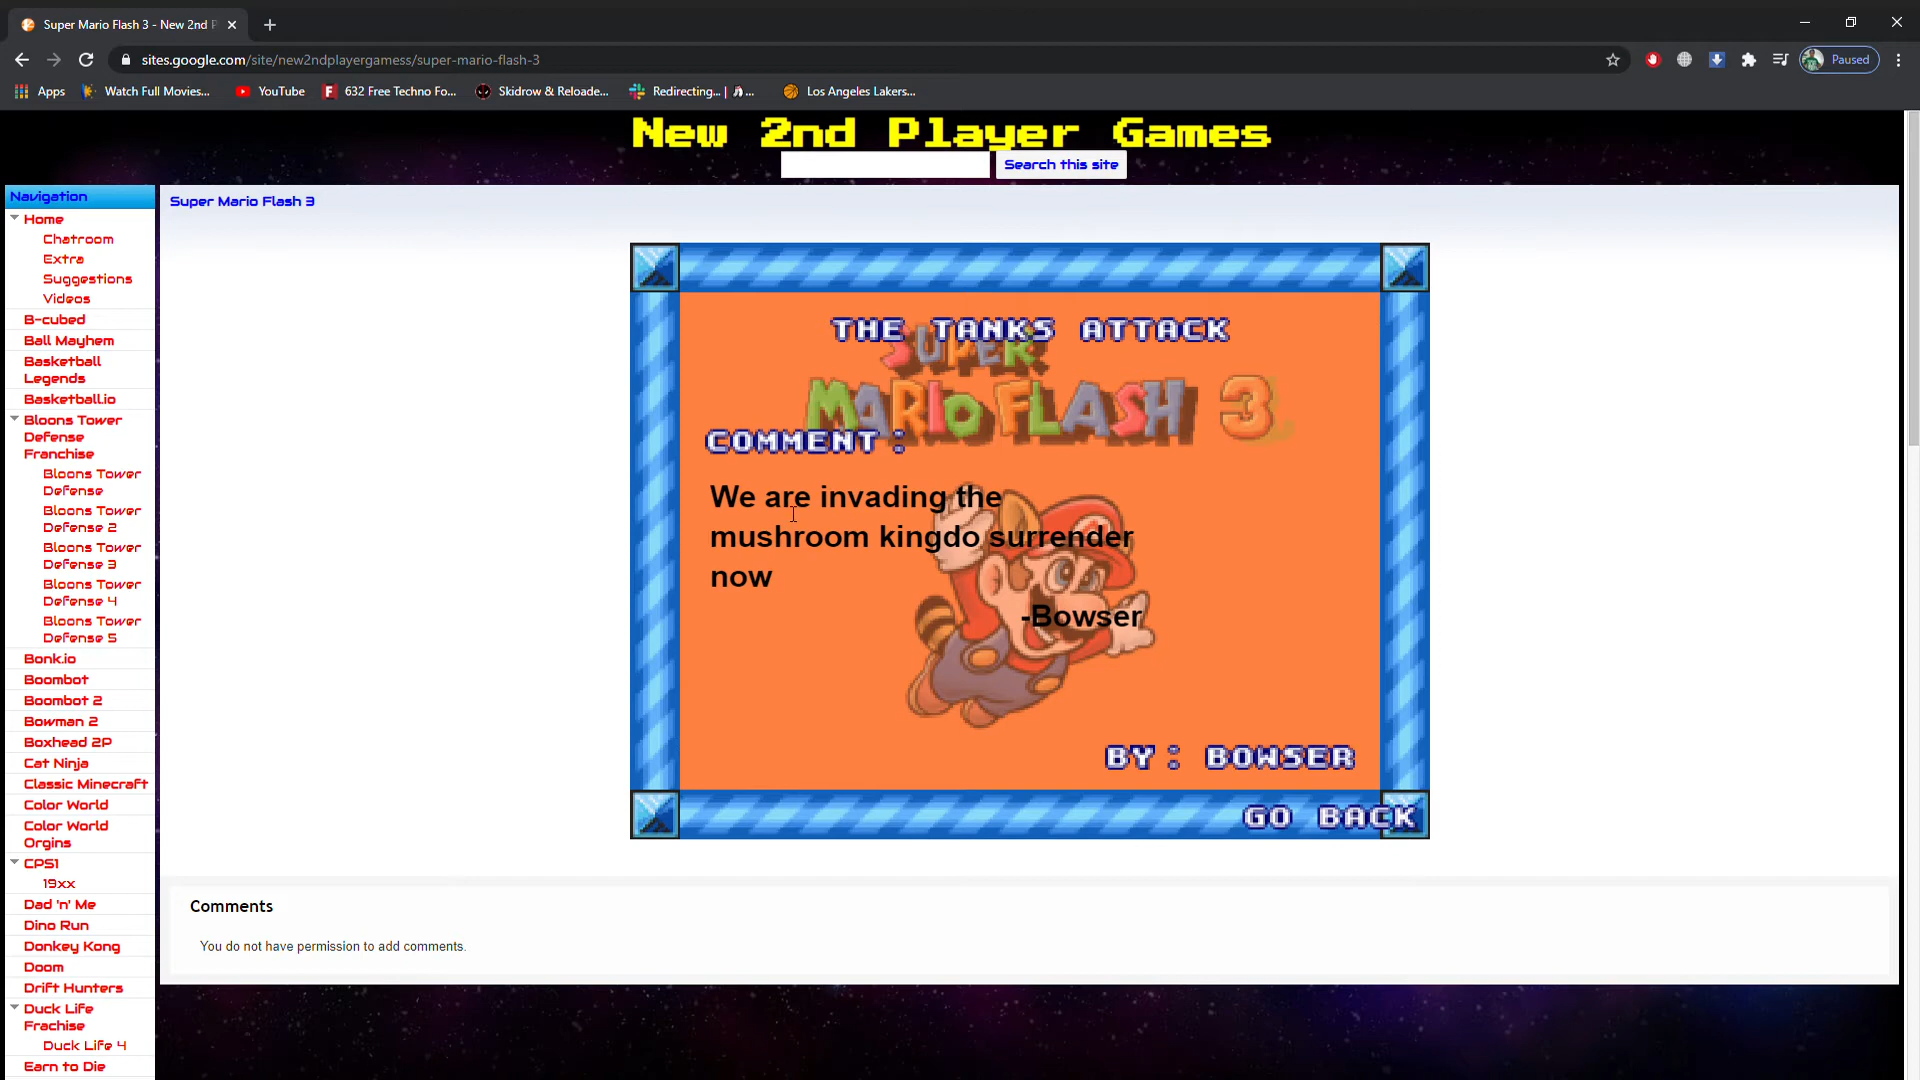 Super Mario Flash 3 - New 2nd P
sites.google.com/site/new2ndplayergamess/super-mario-flash-3
Paused
Apps
Watch Full Movies...
YouTube
632 Free Techno Fo...
Skidrow & Reloade...
Redirecting... | ...
Los Angeles Lakers...
New 2nd Player Games
Search this site
Navigation
Home
Chatroom
Extra
Suggestions
Videos
B-cubed
Ball Mayhem
Basketball
Legends
Basketball.io
Bloons Tower
Defense
Franchise
Bloons Tower
Defense
Bloons Tower
Defense 2
Bloons Tower
Defense 3
Bloons Tower
Defense 4
Bloons Tower
Defense 5
Bonk.io
Boombot
Boombot 2
Bowman 2
Boxhead 2P
Cat Ninja
Classic Minecraft
Color World
Color World
Orgins
CPS1
19xx
Dad 'n' Me
Dino Run
Donkey Kong
Doom
Drift Hunters
Duck Life
Frachise
Duck Life 4
Earn to Die
Super Mario Flash 3
THE TANKS ATTACK
SUPER
MARIO FLASH 3
COMMENT :
We are invading the
mushroom kingdo surrender
now
-Bowser
BY : BOWSER
GO BACK
Comments
You do not have permission to add comments.